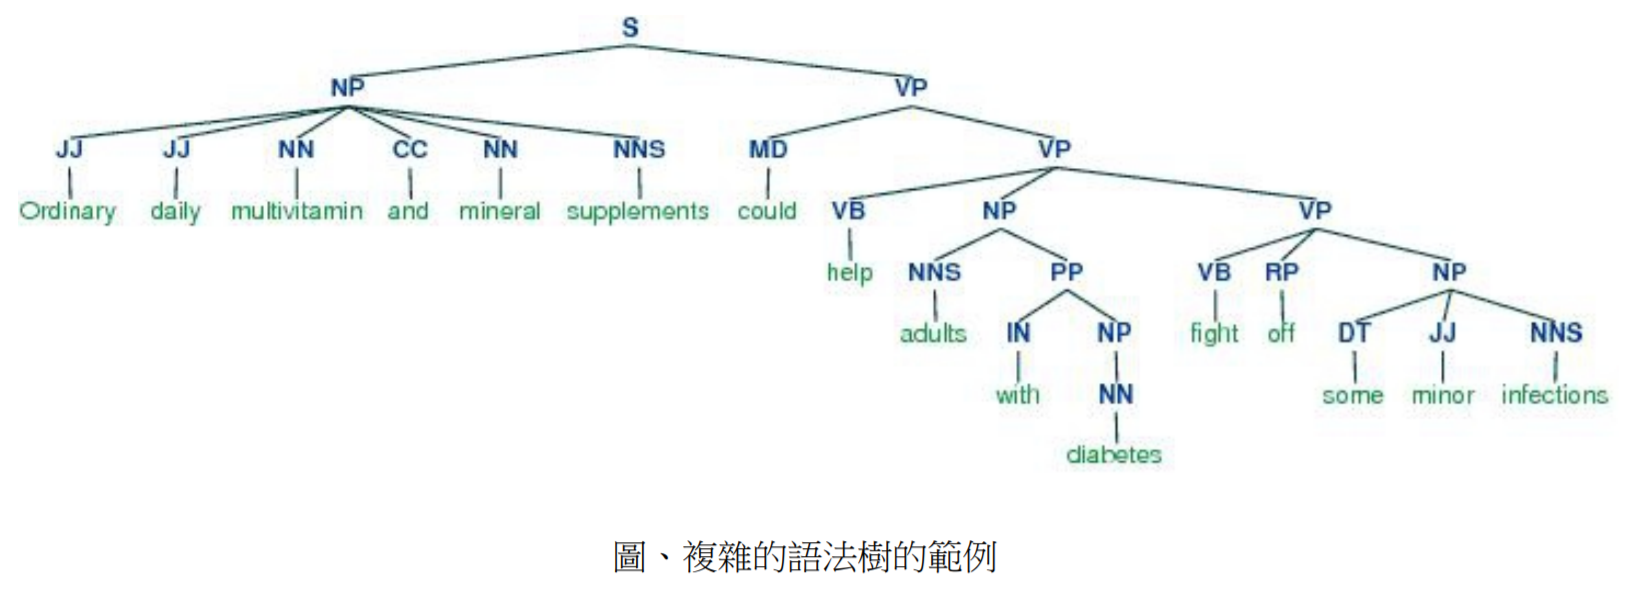 S
NP VP
JJ JJ NN CC NN NNS MD VP
Ordinary daily multivitamin and mineral supplements could VB NP VP
help NNS PP VB RP NP
adults IN NP fight off DT JJ NNS
with NN some minor infections
diabetes
圖、複雜的語法樹的範例